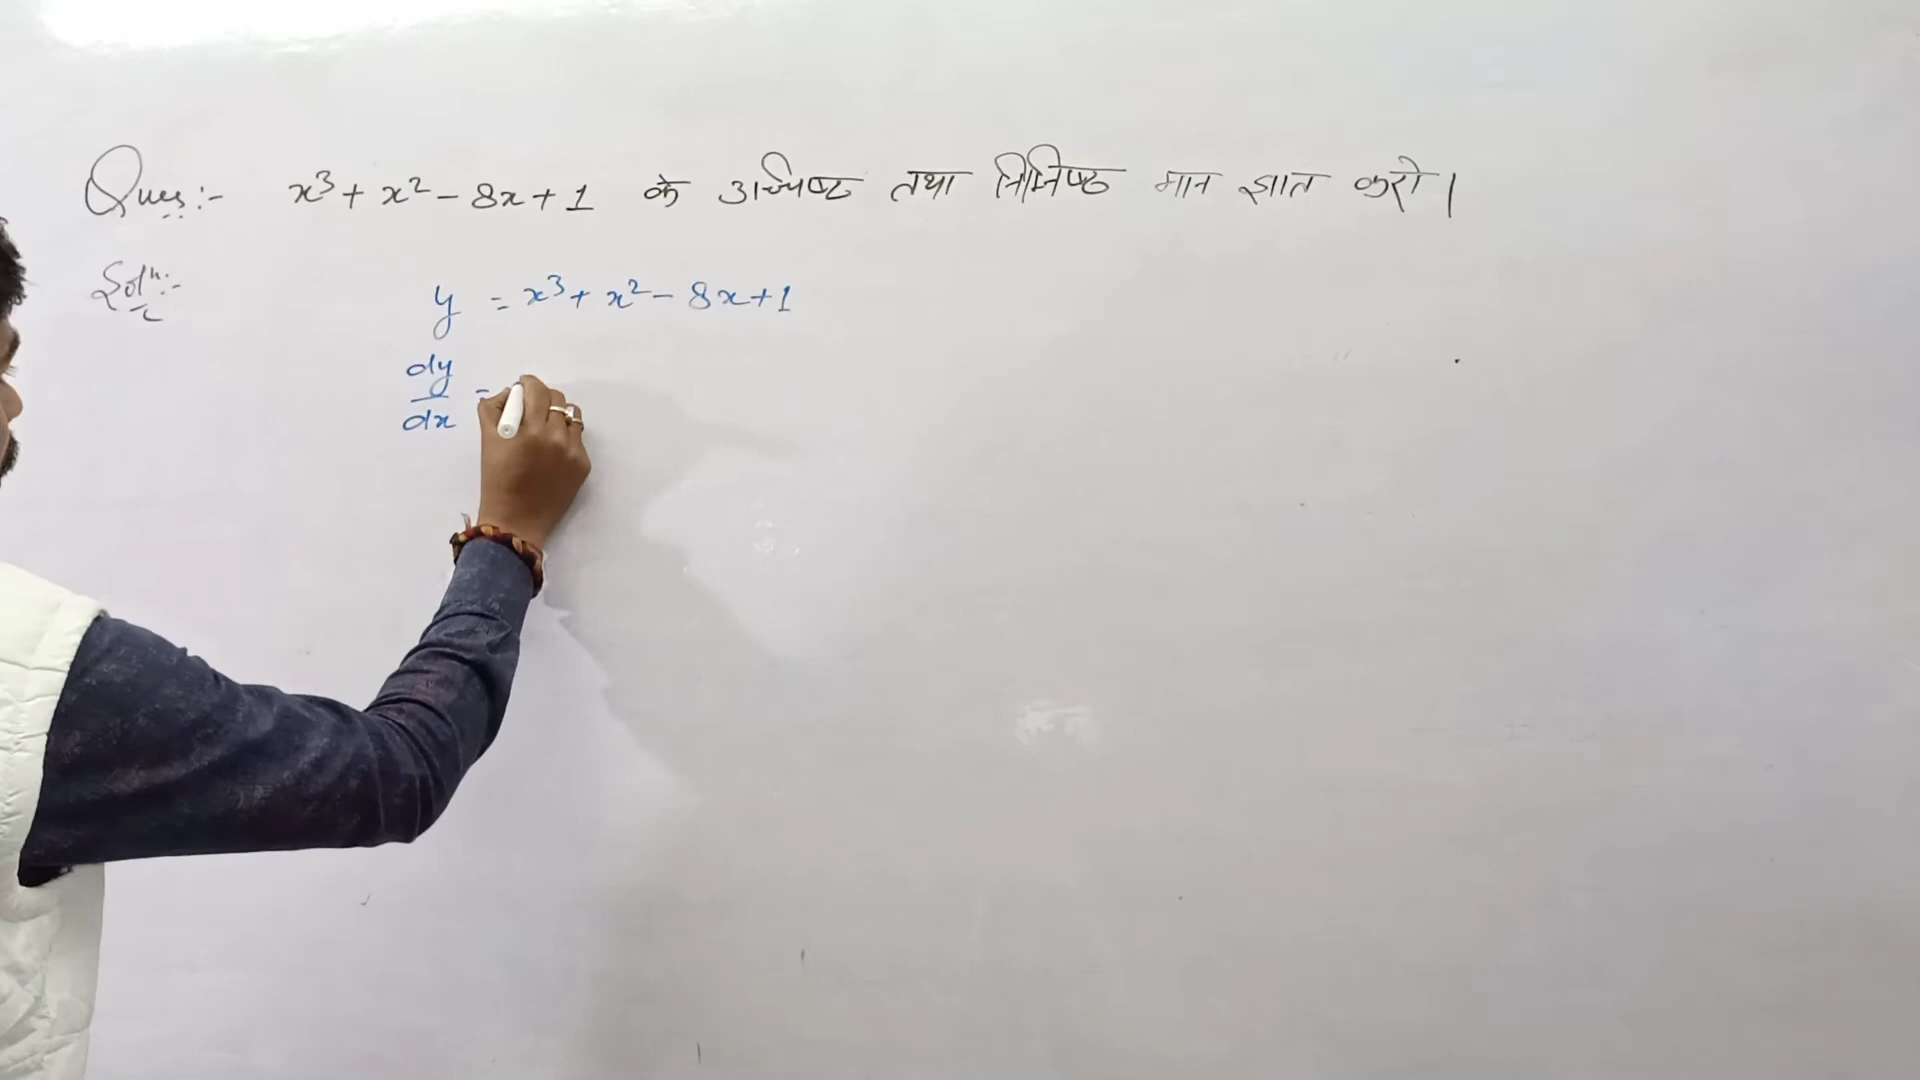 Ques:- x³ + x² - 8x + 1 के उच्चिष्ठ तथा निम्निष्ठ मान ज्ञात करो।
Solⁿ:-
y = x³ + x² - 8x + 1
dy/dx =